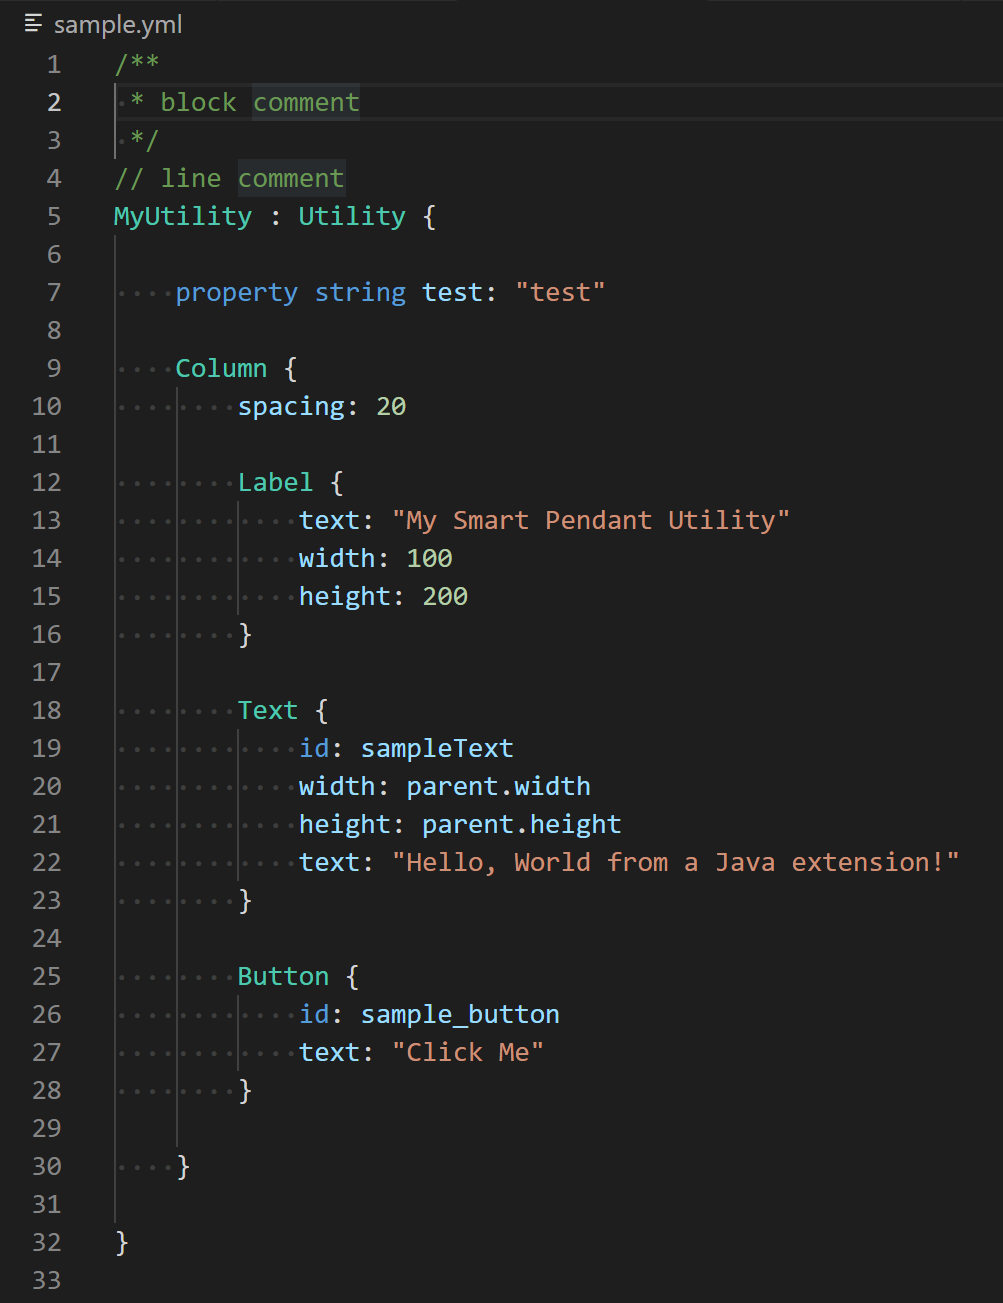 sample.yml
1 /**
2  * block comment
3  */
4 // line comment
5 MyUtility : Utility {
6
7     property string test: "test"
8
9     Column {
10         spacing: 20
11
12         Label {
13             text: "My Smart Pendant Utility"
14             width: 100
15             height: 200
16         }
17
18         Text {
19             id: sampleText
20             width: parent.width
21             height: parent.height
22             text: "Hello, World from a Java extension!"
23         }
24
25         Button {
26             id: sample_button
27             text: "Click Me"
28         }
29
30     }
31
32 }
33